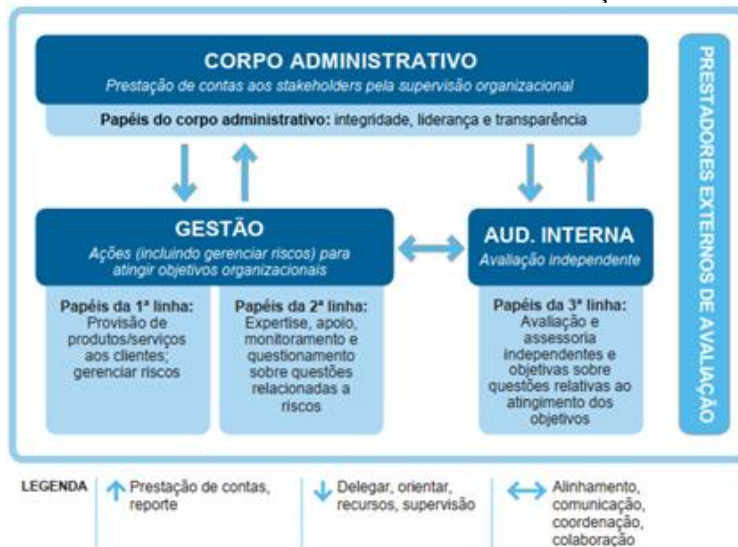 CORPO ADMINISTRATIVO
Prestação de contas aos stakeholders pela supervisão organizacional
Papéis do corpo administrativo: integridade, liderança e transparência
GESTÃO
Ações (incluindo gerenciar riscos) para
atingir objetivos organizacionais
Papéis da 1ª linha:
Provisão de
produtos/serviços
aos clientes;
gerenciar riscos
Papéis da 2ª linha:
Expertise, apoio,
monitoramento e
questionamento
sobre questões
relacionadas a
riscos
AUD. INTERNA
Avaliação independente
Papéis da 3ª linha:
Avaliação e
assessoria
independentes e
objetivas sobre
questões relativas ao
atingimento dos
objetivos
PRESTADORES EXTERNOS DE AVALIAÇÃO
LEGENDA
Prestação de contas,
reporte
Delegar, orientar,
recursos, supervisão
Alinhamento,
comunicação,
coordenação,
colaboração